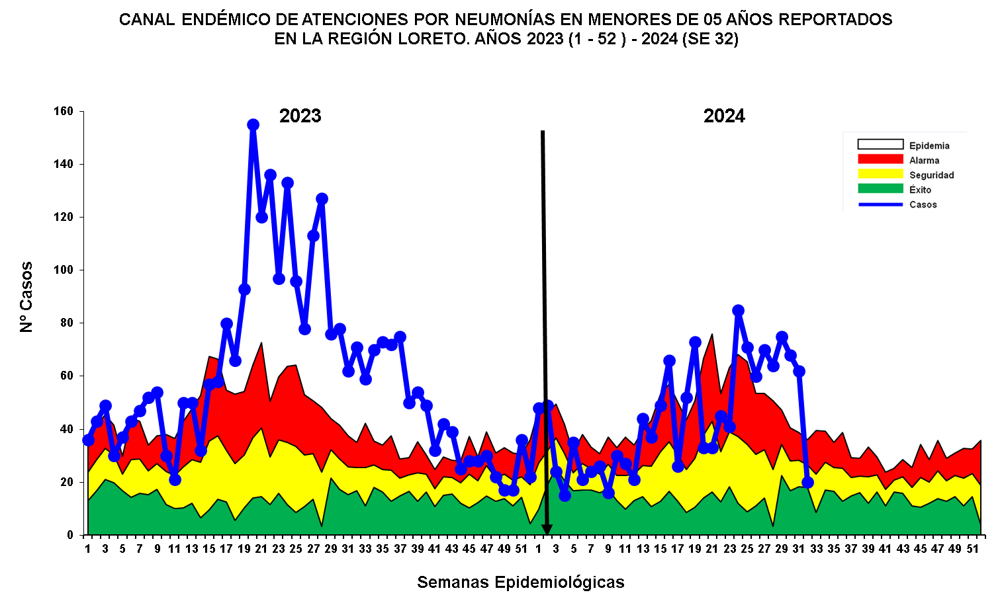 CANAL ENDÉMICO DE ATENCIONES POR NEUMONÍAS EN MENORES DE 05 AÑOS REPORTADOS
EN LA REGIÓN LORETO. AÑOS 2023 (1 - 52 ) - 2024 (SE 32)
2023
2024
160
140
120
100
80
60
40
20
0
Nº Casos
Epidemia
Alarma
Seguridad
Éxito
Casos
1 3 5 7 9 11 13 15 17 19 21 23 25 27 29 31 33 35 37 39 41 43 45 47 49 51 1 3 5 7 9 11 13 15 17 19 21 23 25 27 29 31 33 35 37 39 41 43 45 47 49 51
Semanas Epidemiológicas